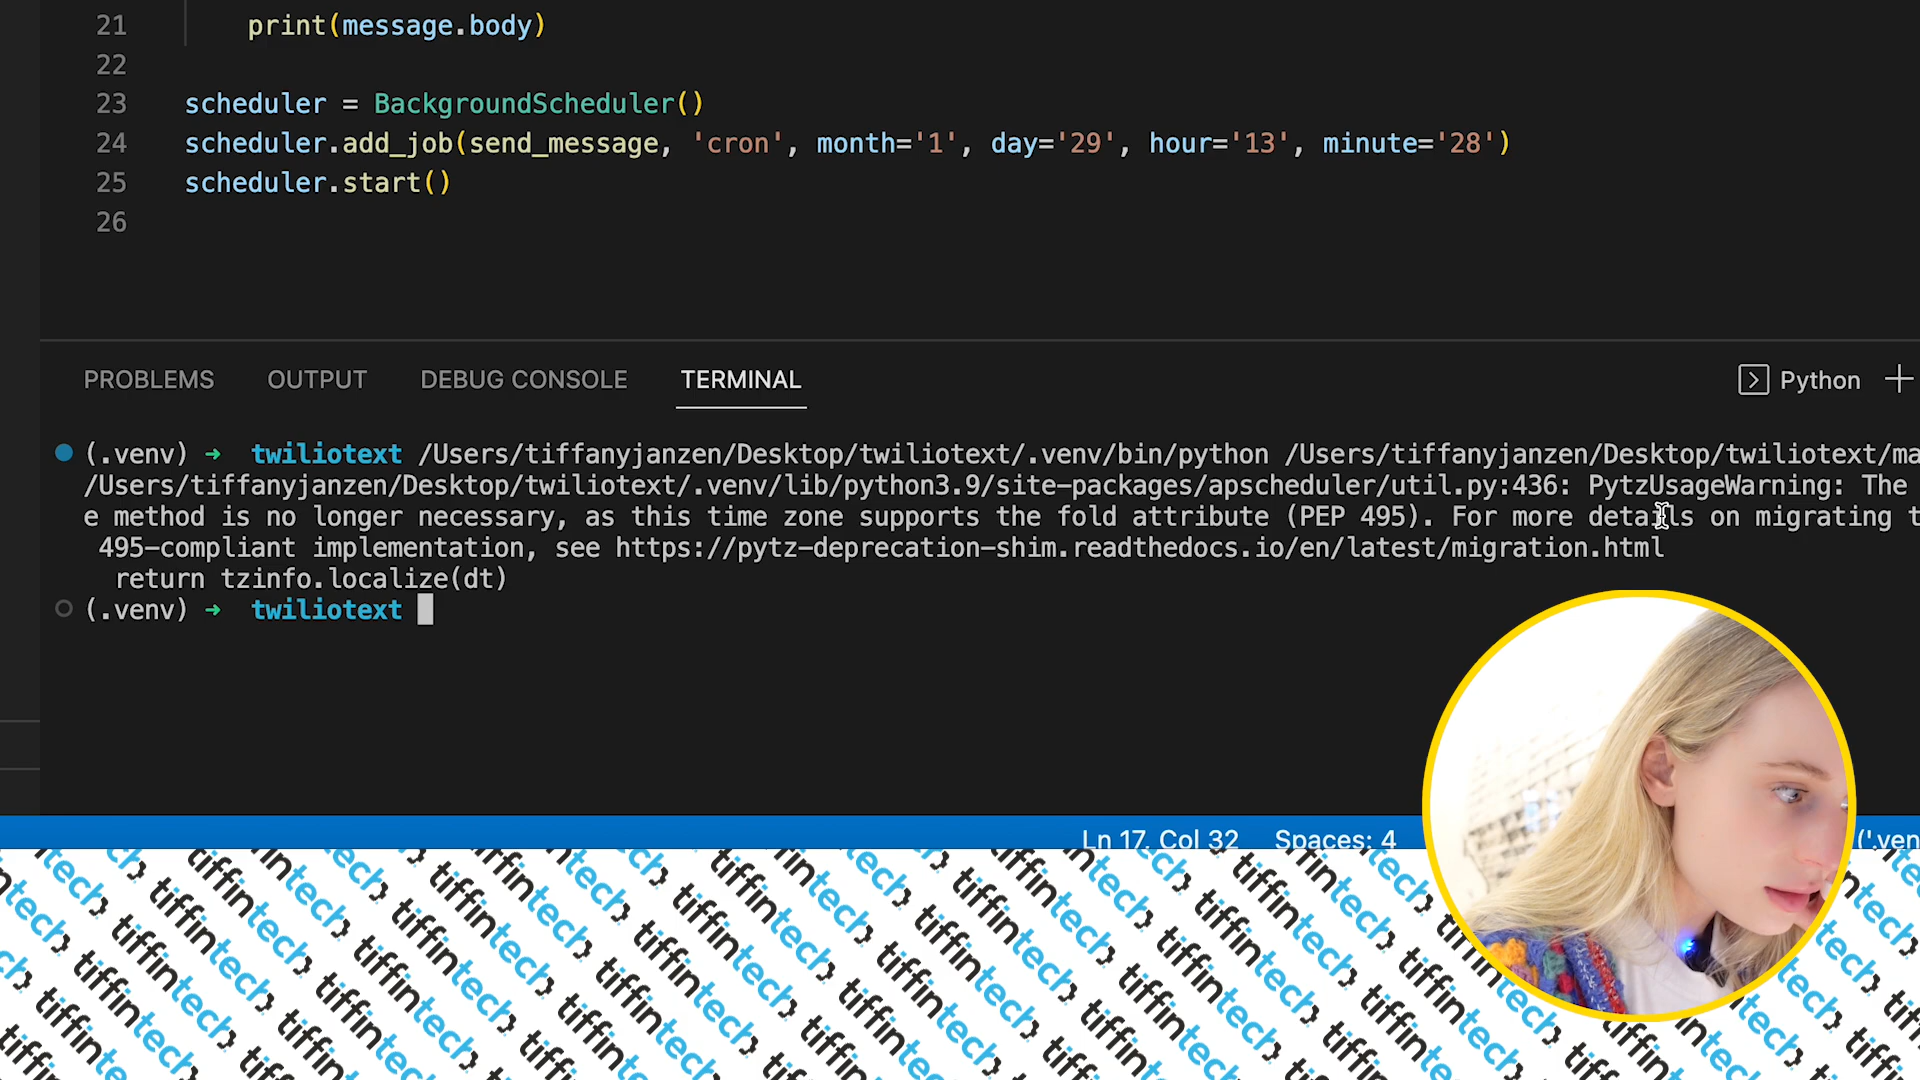 21 print(message.body)
22
23 scheduler = BackgroundScheduler()
24 scheduler.add_job(send_message, 'cron', month='1', day='29', hour='13', minute='28')
25 scheduler.start()
26
PROBLEMS OUTPUT DEBUG CONSOLE TERMINAL Python
(.venv) → twiliotext /Users/tiffanyjanzen/Desktop/twiliotext/.venv/bin/python /Users/tiffanyjanzen/Desktop/twiliotext/ma
/Users/tiffanyjanzen/Desktop/twiliotext/.venv/lib/python3.9/site-packages/apscheduler/util.py:436: PytzUsageWarning: The
e method is no longer necessary, as this time zone supports the fold attribute (PEP 495). For more details on migrating t
495-compliant implementation, see https://pytz-deprecation-shim.readthedocs.io/en/latest/migration.html
return tzinfo.localize(dt)
(.venv) → twiliotext
Ln 17, Col 32 Spaces: 4 ('.ven
tiffintech